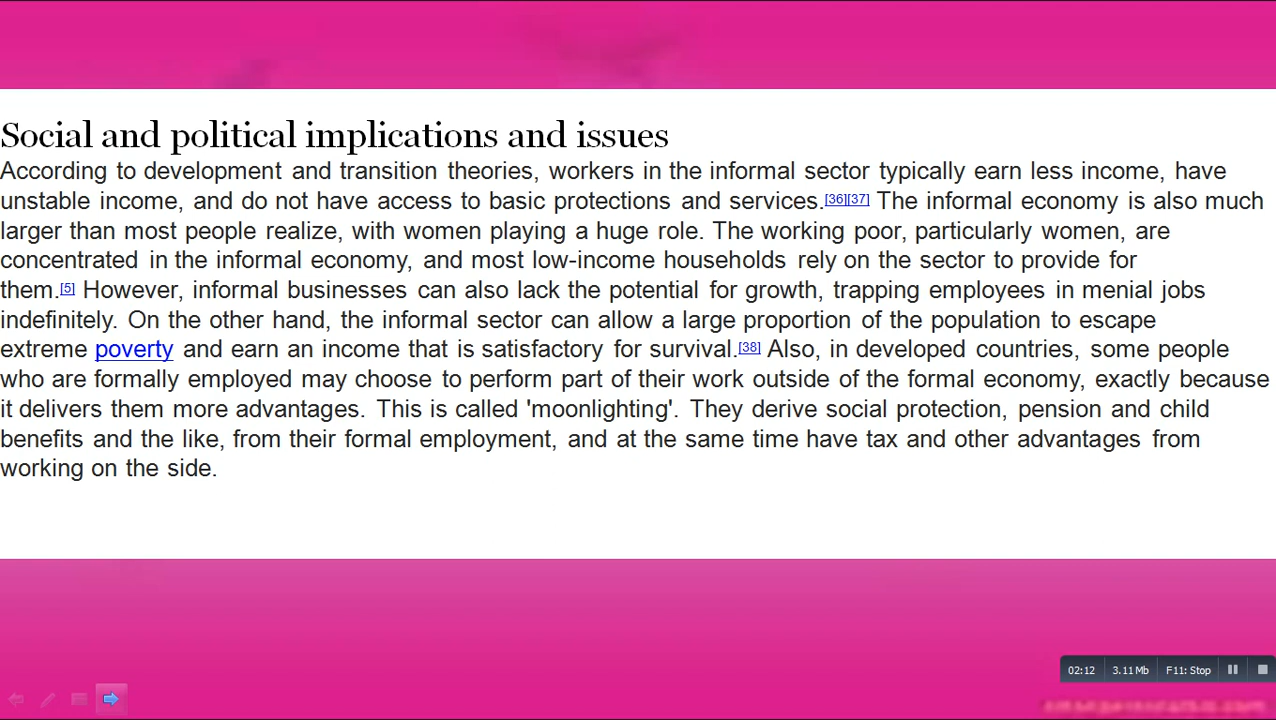 Social and political implications and issues
According to development and transition theories, workers in the informal sector typically earn less income, have
unstable income, and do not have access to basic protections and services.[36][37] The informal economy is also much
larger than most people realize, with women playing a huge role. The working poor, particularly women, are
concentrated in the informal economy, and most low-income households rely on the sector to provide for
them.[5] However, informal businesses can also lack the potential for growth, trapping employees in menial jobs
indefinitely. On the other hand, the informal sector can allow a large proportion of the population to escape
extreme poverty and earn an income that is satisfactory for survival.[38] Also, in developed countries, some people
who are formally employed may choose to perform part of their work outside of the formal economy, exactly because
it delivers them more advantages. This is called 'moonlighting'. They derive social protection, pension and child
benefits and the like, from their formal employment, and at the same time have tax and other advantages from
working on the side.
02:12 3.11 Mb F11: Stop